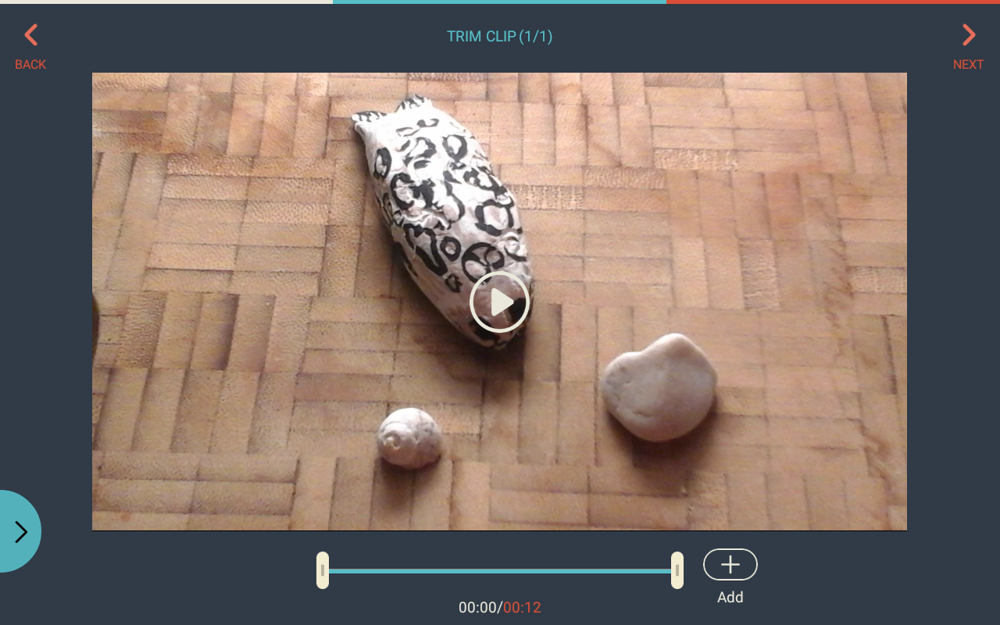 TRIM CLIP (1/1)
BACK
NEXT
Add
00:00/00:12